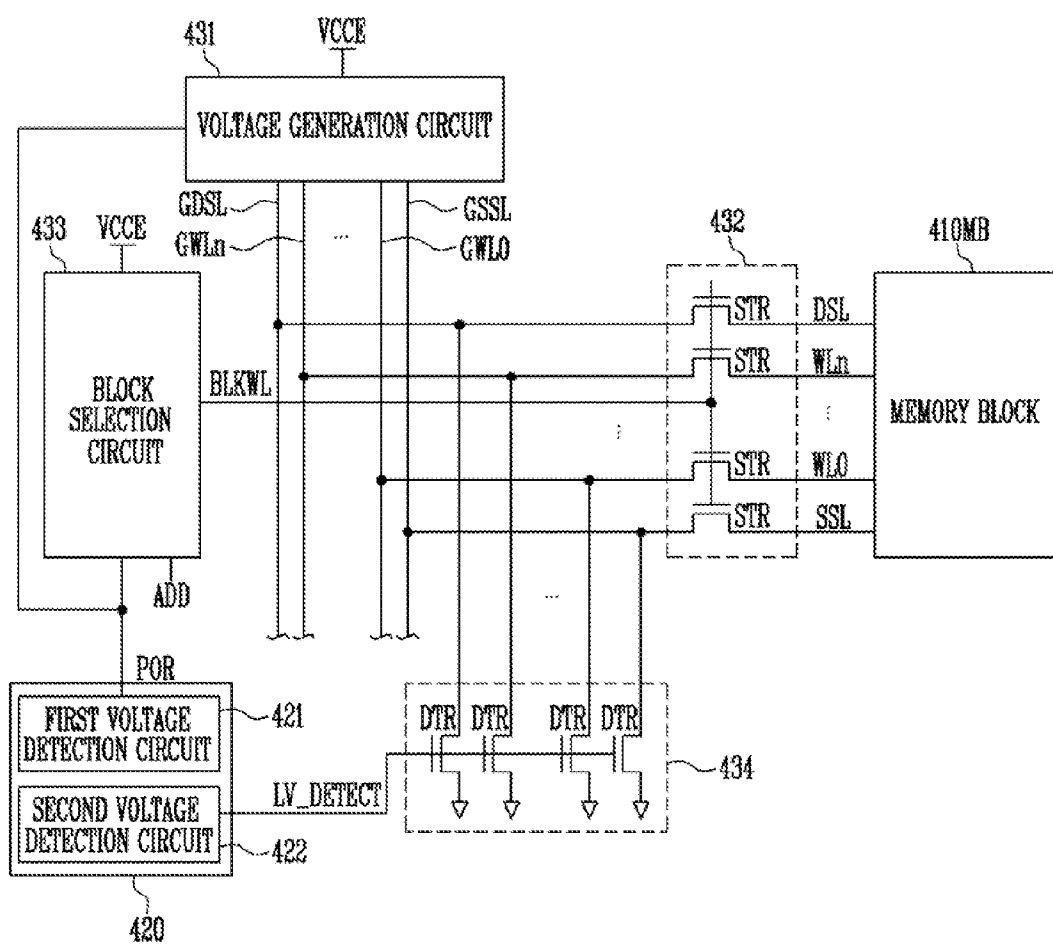 431
VCCE
VOLTAGE GENERATION CIRCUIT
GDSL
GSSL
433
VCCE
GWLn
...
GWL0
432
410MB
STR
DSL
STR
WLn
BLOCK
SELECTION
CIRCUIT
BLKWL
...
...
MEMORY BLOCK
STR
WL0
STR
SSL
ADD
...
POR
FIRST VOLTAGE
DETECTION CIRCUIT
421
DTR
DTR
DTR
DTR
434
LV_DETECT
SECOND VOLTAGE
DETECTION CIRCUIT
422
420